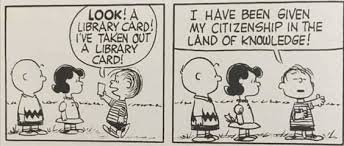 LOOK! A
LIBRARY CARD!
I'VE TAKEN OUT
A LIBRARY
CARD!
I HAVE BEEN GIVEN
MY CITIZENSHIP IN THE
LAND OF KNOWLEDGE!